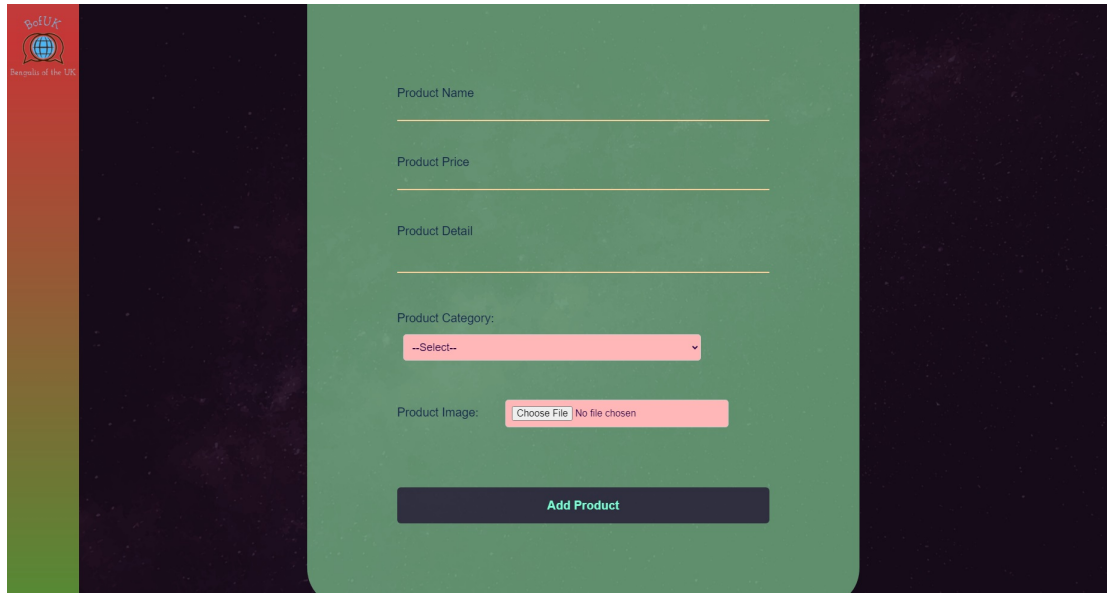 BofUK
Bengalis of the UK
Product Name
Product Price
Product Detail
Product Category:
--Select--
Product Image: Choose File No file chosen
Add Product